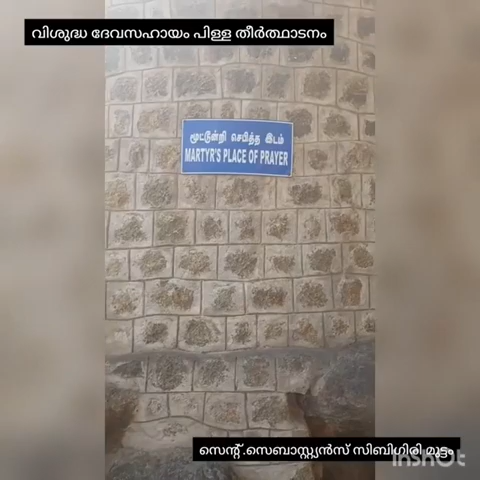 വിശുദ്ധ ദേവസഹായം പിള്ള തീർത്ഥാടനം
மூட்டூன்றி செபித்த இடம்
MARTYR'S PLACE OF PRAYER
സെന്റ്.സെബാസ്റ്റ്യൻസ് സിബിഗിരി മുട്ടം
InShOt